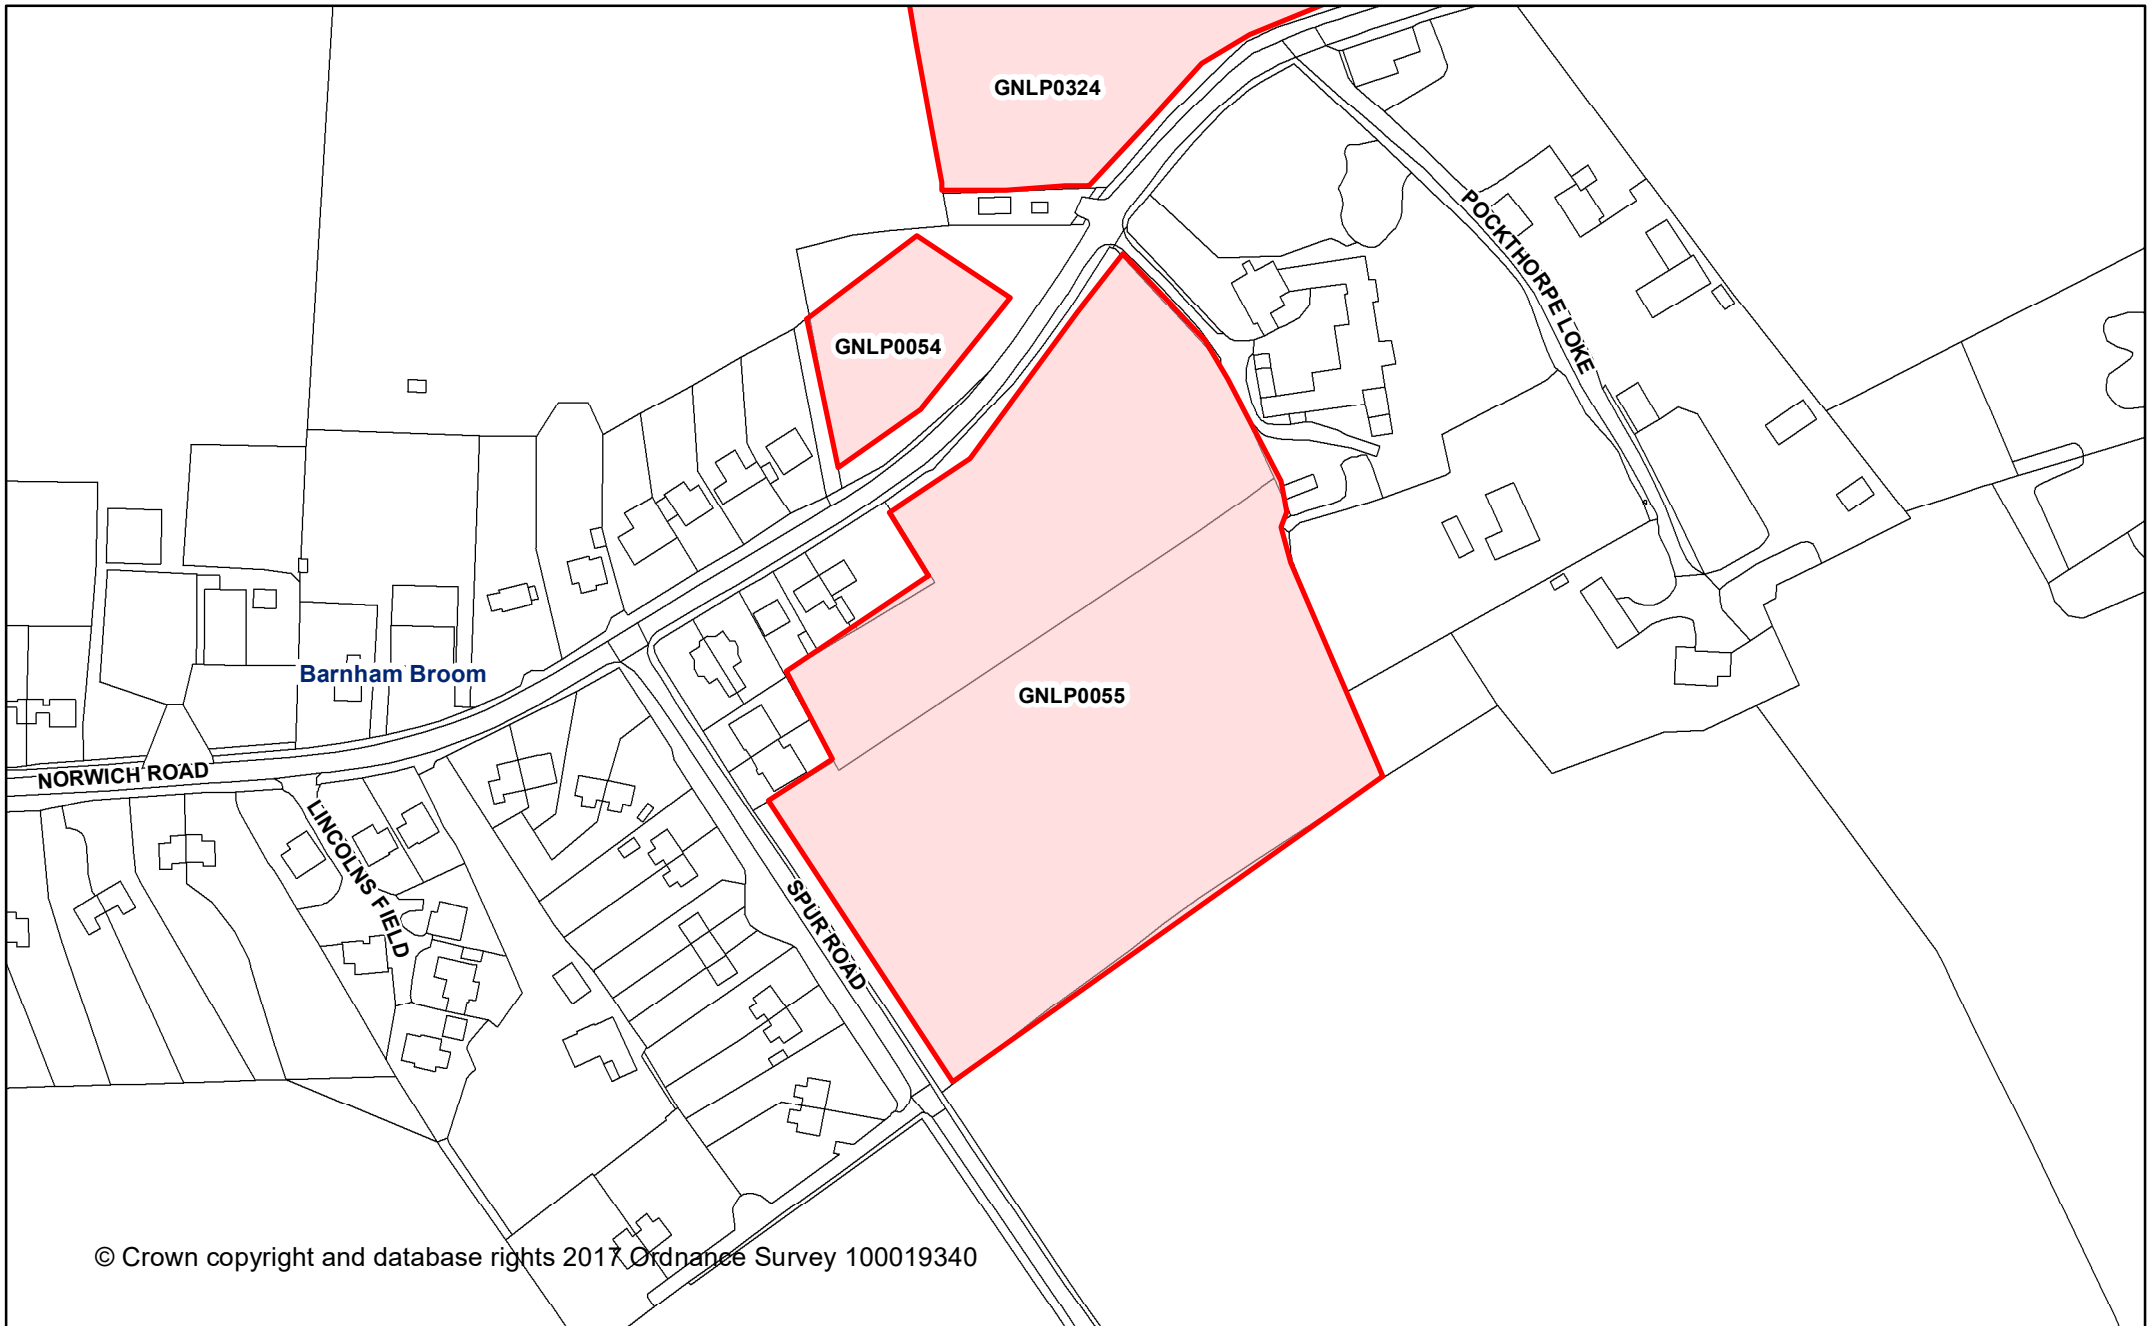 GNLP0324
POCKTHORPE LOKE
GNLP0054
Barnham Broom
GNLP0055
NORWICH ROAD
LINCOLNS FIELD
SPUR ROAD
© Crown copyright and database rights 2017 Ordnance Survey 100019340